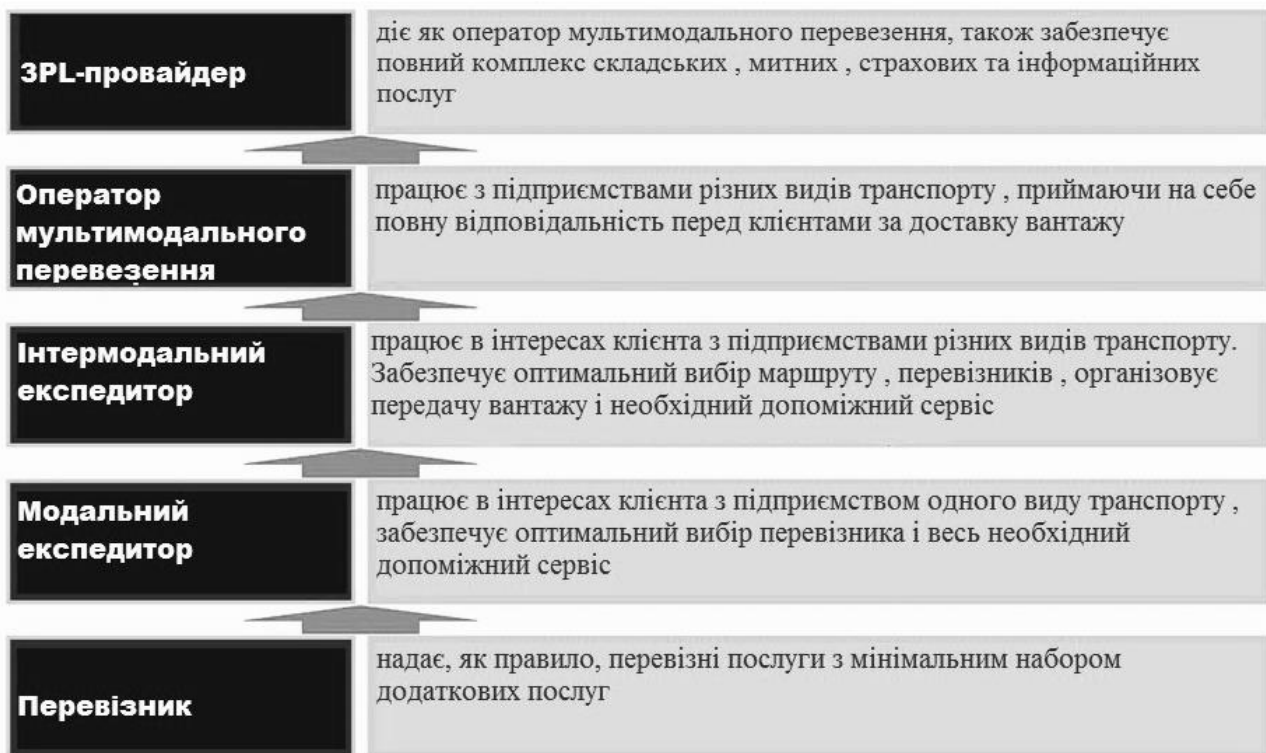 3PL-провайдер
діє як оператор мультимодального перевезення, також забезпечує
повний комплекс складських , митних , страхових та інформаційних
послуг
Оператор
мультимодального
перевезення
працює з підприємствами різних видів транспорту , приймаючи на себе
повну відповідальність перед клієнтами за доставку вантажу
Інтермодальний
експедитор
працює в інтересах клієнта з підприємствами різних видів транспорту.
Забезпечує оптимальний вибір маршруту , перевізників , організовує
передачу вантажу і необхідний допоміжний сервіс
Модальний
експедитор
працює в інтересах клієнта з підприємством одного виду транспорту ,
забезпечує оптимальний вибір перевізника і весь необхідний
допоміжний сервіс
Перевізник
надає, як правило, перевізні послуги з мінімальним набором
додаткових послуг